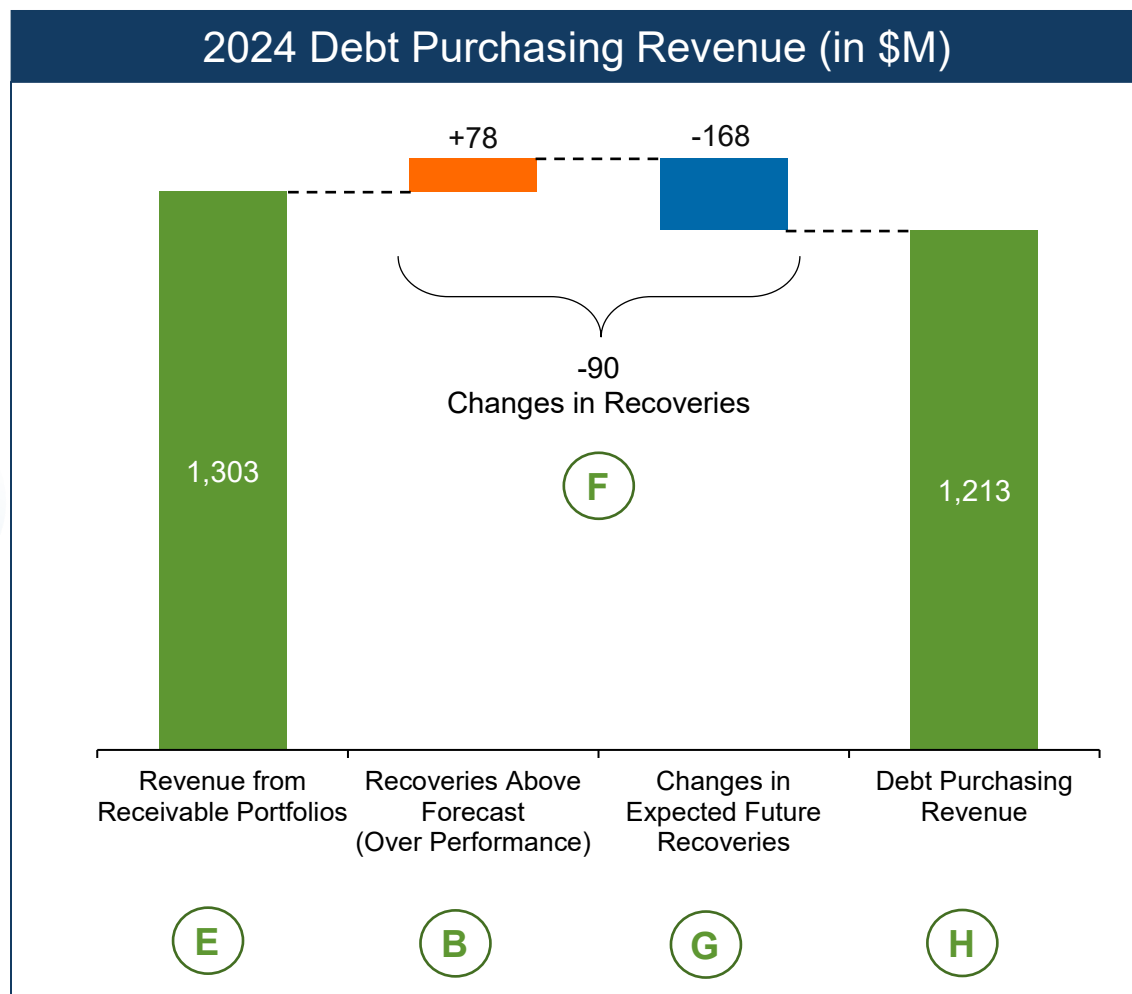 2024 Debt Purchasing Revenue (in $M)
+78
-168
-90
Changes in Recoveries
F
1,303
1,213
Revenue from
Receivable Portfolios
Recoveries Above
Forecast
(Over Performance)
Changes in
Expected Future
Recoveries
Debt Purchasing
Revenue
E
B
G
H